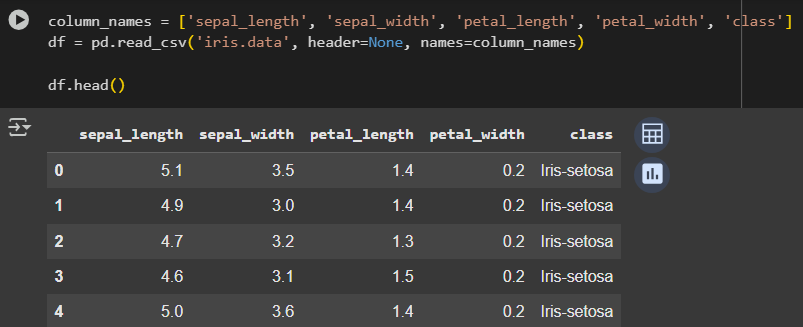 column_names = ['sepal_length', 'sepal_width', 'petal_length', 'petal_width', 'class']
df = pd.read_csv('iris.data', header=None, names=column_names)
df.head()
sepal_length sepal_width petal_length petal_width class
0 5.1 3.5 1.4 0.2 Iris-setosa
1 4.9 3.0 1.4 0.2 Iris-setosa
2 4.7 3.2 1.3 0.2 Iris-setosa
3 4.6 3.1 1.5 0.2 Iris-setosa
4 5.0 3.6 1.4 0.2 Iris-setosa